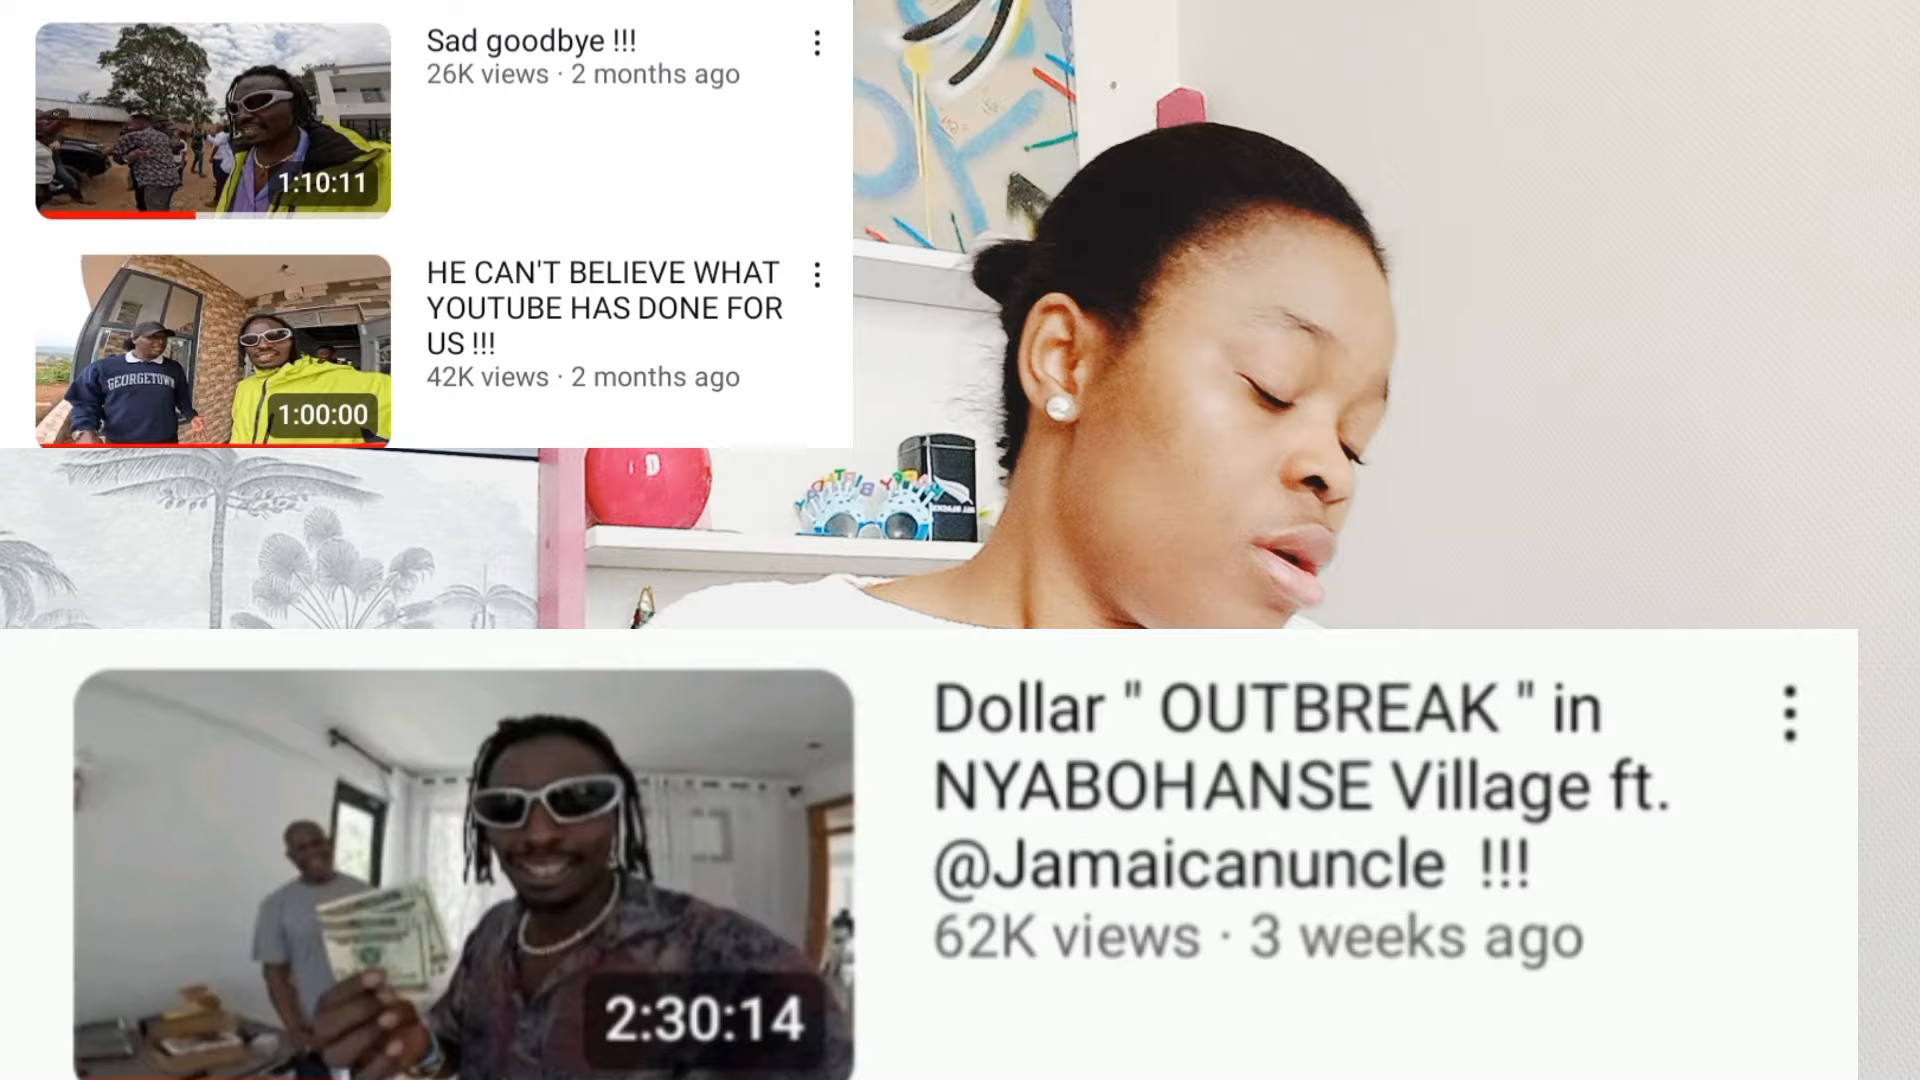 Sad goodbye !!!
26K views · 2 months ago
1:10:11
HE CAN'T BELIEVE WHAT
YOUTUBE HAS DONE FOR
US !!!
42K views · 2 months ago
GEORGETOWN
1:00:00
Dollar " OUTBREAK " in
NYABOHANSE Village ft.
@Jamaicanuncle !!!
62K views · 3 weeks ago
2:30:14